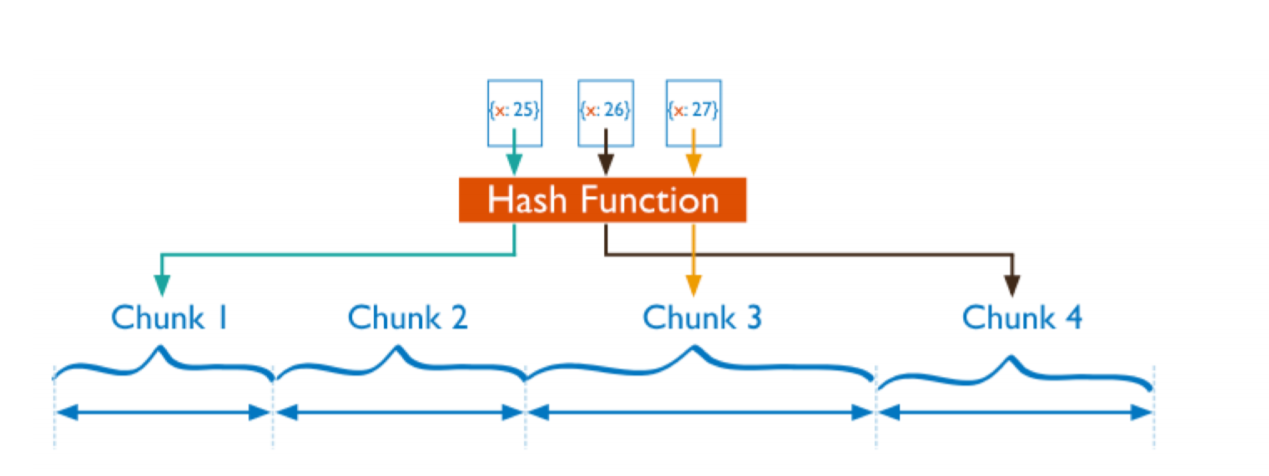 {x: 25} {x: 26} {x: 27}
Hash Function
Chunk 1 Chunk 2 Chunk 3 Chunk 4